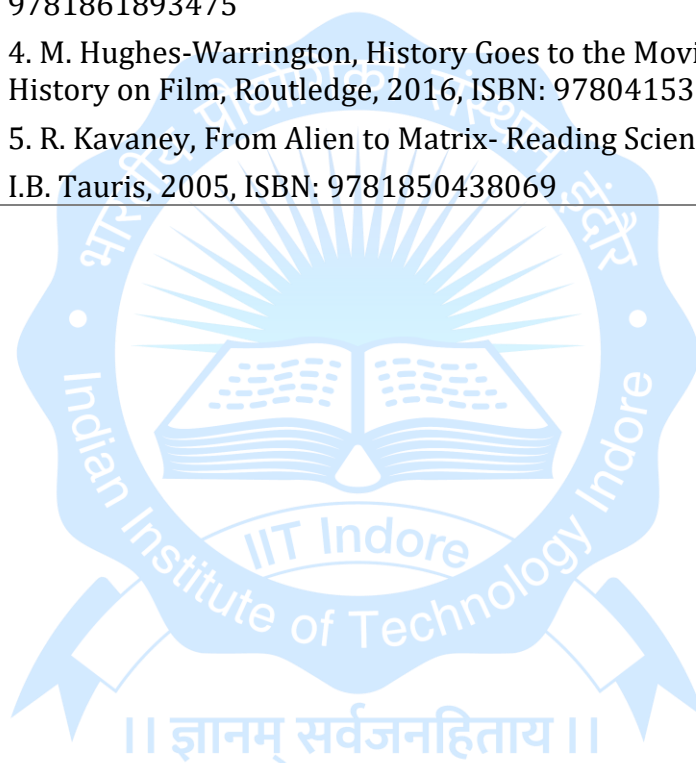 9781861893475
4. M. Hughes-Warrington, History Goes to the Movi
History on Film, Routledge, 2016, ISBN: 97804153
5. R. Kavaney, From Alien to Matrix- Reading Scien
I.B. Tauris, 2005, ISBN: 9781850438069
भारतीय प्रौद्योगिकी संस्थान इंदौर
Indian Institute of Technology Indore
IIT Indore
।। ज्ञानम् सर्वजनहिताय ।।